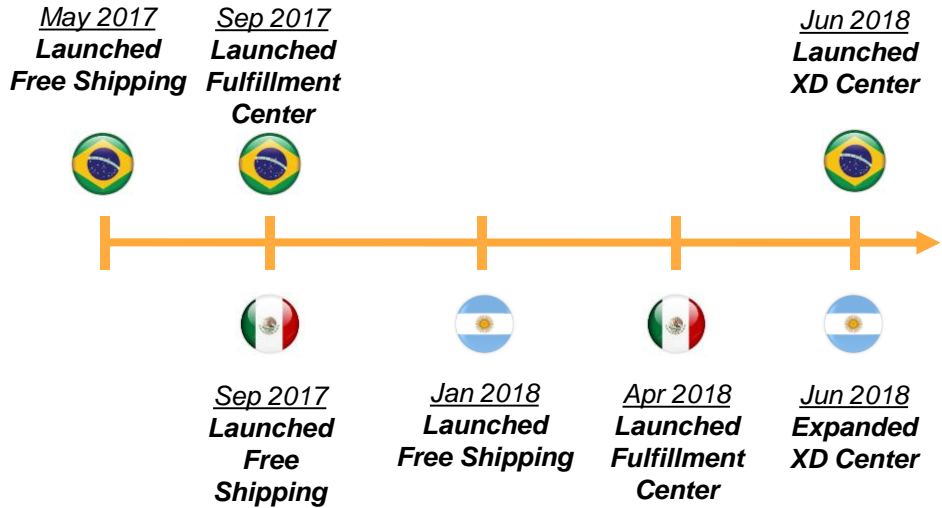 May 2017
Launched
Free Shipping
Sep 2017
Launched
Fulfillment
Center
Jun 2018
Launched
XD Center
Sep 2017
Launched
Free
Shipping
Jan 2018
Launched
Free Shipping
Apr 2018
Launched
Fulfillment
Center
Jun 2018
Expanded
XD Center